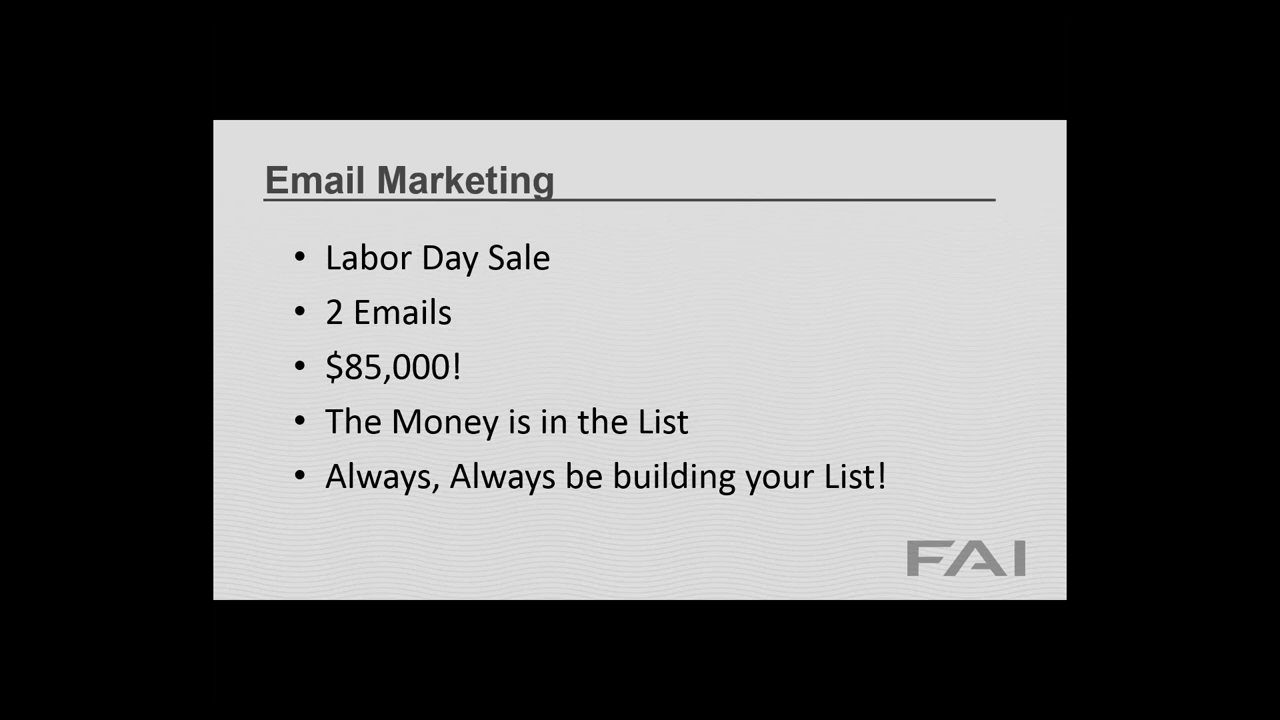 Email Marketing
• Labor Day Sale
• 2 Emails
• $85,000!
• The Money is in the List
• Always, Always be building your List!
FAI